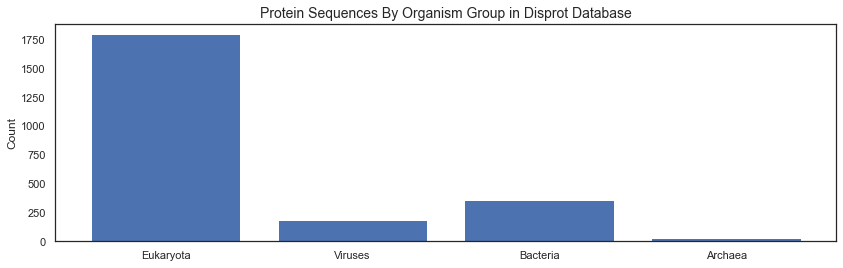 Protein Sequences By Organism Group in Disprot Database
Count
1750
1500
1250
1000
750
500
250
0
Eukaryota Viruses Bacteria Archaea